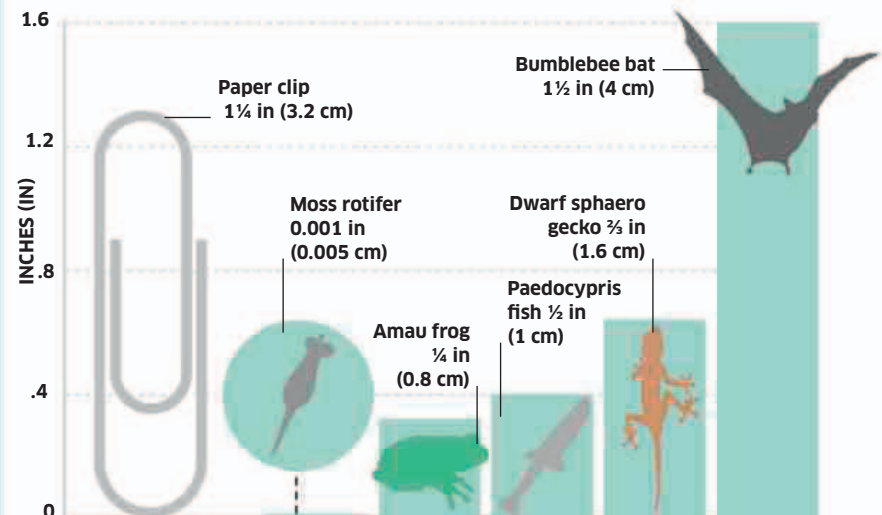 1.6
1.2
.8
.4
0
INCHES (IN)
Paper clip
1¼ in (3.2 cm)
Moss rotifer
0.001 in
(0.005 cm)
Amau frog
¼ in
(0.8 cm)
Paedocypris
fish ½ in
(1 cm)
Dwarf sphaero
gecko ⅔ in
(1.6 cm)
Bumblebee bat
1½ in (4 cm)